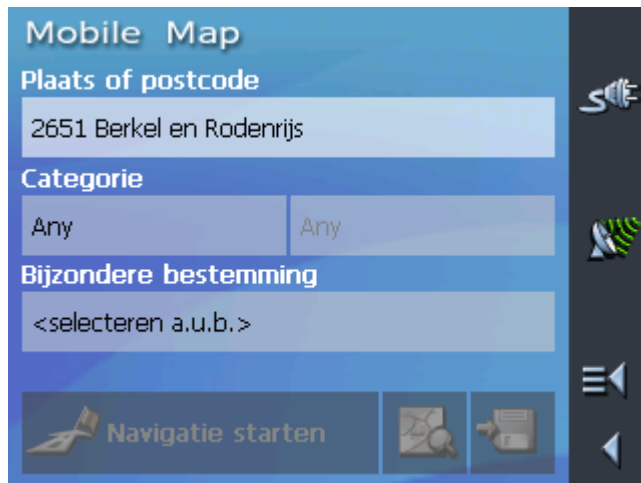 Mobile Map
Plaats of postcode
2651 Berkel en Rodenrijs
Categorie
Any Any
Bijzondere bestemming
<selecteren a.u.b.>
Navigatie starten